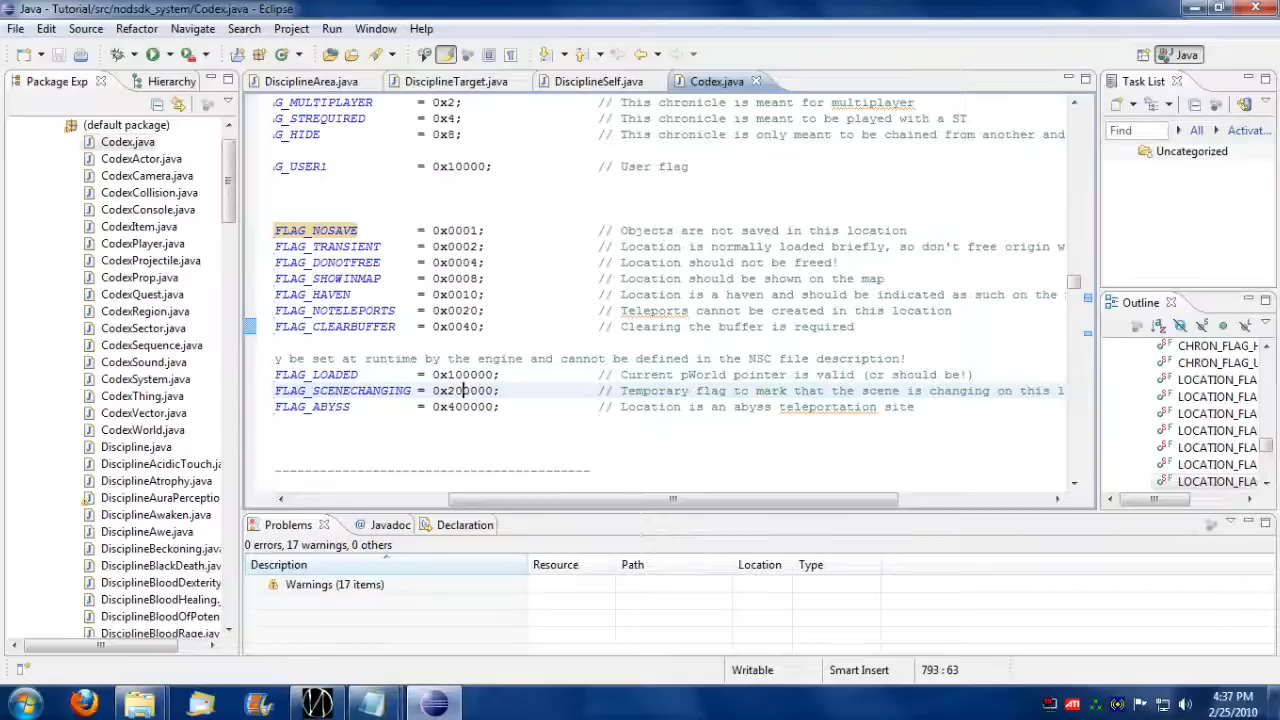 Java - Tutorial/src/nodsdk_system/Codex.java - Eclipse
File Edit Source Refactor Navigate Search Project Run Window Help
Java
Package Exp
Hierarchy
DisciplineArea.java
DisciplineTarget.java
DisciplineSelf.java
Codex.java
Task List
(default package)
Codex.java
CodexActor.java
CodexCamera.java
CodexCollision.java
CodexConsole.java
CodexItem.java
CodexPlayer.java
CodexProjectile.java
CodexProp.java
CodexQuest.java
CodexRegion.java
CodexSector.java
CodexSequence.java
CodexSound.java
CodexSystem.java
CodexThing.java
CodexVector.java
CodexWorld.java
Discipline.java
DisciplineAcidicTouch.j
DisciplineAtrophy.java
DisciplineAuraPerceptio
DisciplineAwaken.java
DisciplineAwe.java
DisciplineBeckoning.java
DisciplineBlackDeath.java
DisciplineBloodDexterity
DisciplineBloodHealing.
DisciplineBloodOfPoten
DisciplineBloodRage.jav
G_MULTIPLAYER = 0x2; // This chronicle is meant for multiplayer
G_STREQUIRED = 0x4; // This chronicle is meant to be played with a ST
G_HIDE = 0x8; // This chronicle is only meant to be chained from another and
G_USER1 = 0x10000; // User flag
FLAG_NOSAVE = 0x0001; // Objects are not saved in this location
FLAG_TRANSIENT = 0x0002; // Location is normally loaded briefly, so don't free origin w
FLAG_DONOTFREE = 0x0004; // Location should not be freed!
FLAG_SHOWINMAP = 0x0008; // Location should be shown on the map
FLAG_HAVEN = 0x0010; // Location is a haven and should be indicated as such on the
FLAG_NOTELEPORTS = 0x0020; // Teleports cannot be created in this location
FLAG_CLEARBUFFER = 0x0040; // Clearing the buffer is required
y be set at runtime by the engine and cannot be defined in the NSC file description!
FLAG_LOADED = 0x100000; // Current pWorld pointer is valid (or should be!)
FLAG_SCENECHANGING = 0x200000; // Temporary flag to mark that the scene is changing on this l
FLAG_ABYSS = 0x400000; // Location is an abyss teleportation site
------------------------------------------
Find All Activat...
Uncategorized
Outline
CHRON_FLAG_H
CHRON_FLAG_U
LOCATION_FLA
LOCATION_FLA
LOCATION_FLA
LOCATION_FLA
LOCATION_FLA
LOCATION_FLA
LOCATION_FLA
Problems
@ Javadoc
Declaration
0 errors, 17 warnings, 0 others
Description Resource Path Location Type
Warnings (17 items)
Writable Smart Insert 793 : 63
ATI
4:37 PM
2/25/2010